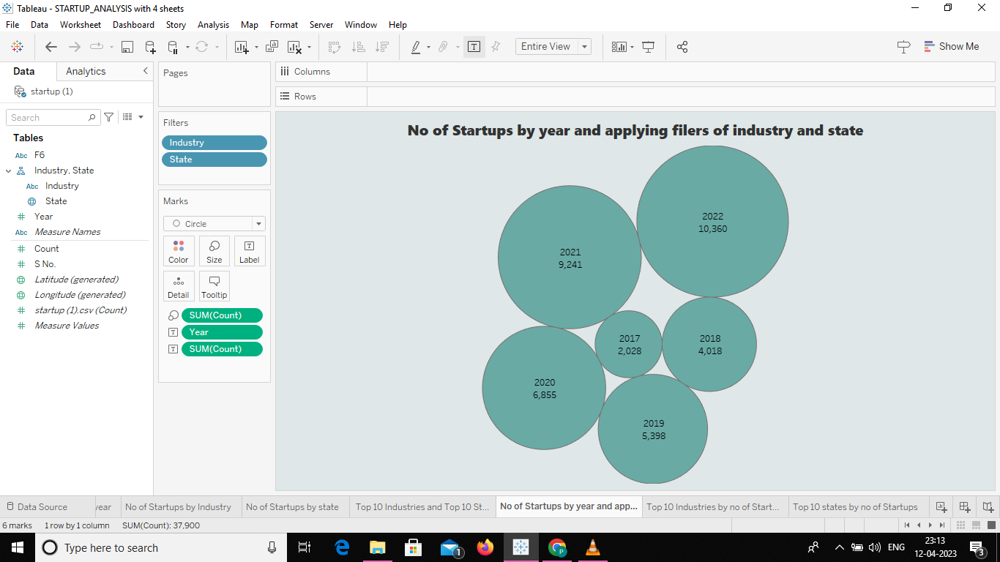 Tableau - STARTUP_ANALYSIS with 4 sheets
File Data Worksheet Dashboard Story Analysis Map Format Server Window Help
Entire View
Show Me
Data Analytics
startup (1)
Search
Tables
Abc F6
Industry, State
Abc Industry
State
Year
Abc Measure Names
Count
S No.
Latitude (generated)
Longitude (generated)
startup (1).csv (Count)
Measure Values
Pages
Filters
Industry
State
Marks
Circle
Color Size Label
Detail Tooltip
SUM(Count)
Year
SUM(Count)
Columns
Rows
No of Startups by year and applying filers of industry and state
2022
10,360
2021
9,241
2017
2,028
2018
4,018
2020
6,855
2019
5,398
Data Source year No of Startups by Industry No of Startups by state Top 10 Industries and Top 10 St... No of Startups by year and app... Top 10 Industries by no of Start... Top 10 states by no of Startups
6 marks 1 row by 1 column SUM(Count): 37,900
Type here to search
1
P
ENG
23:13
12-04-2023
3